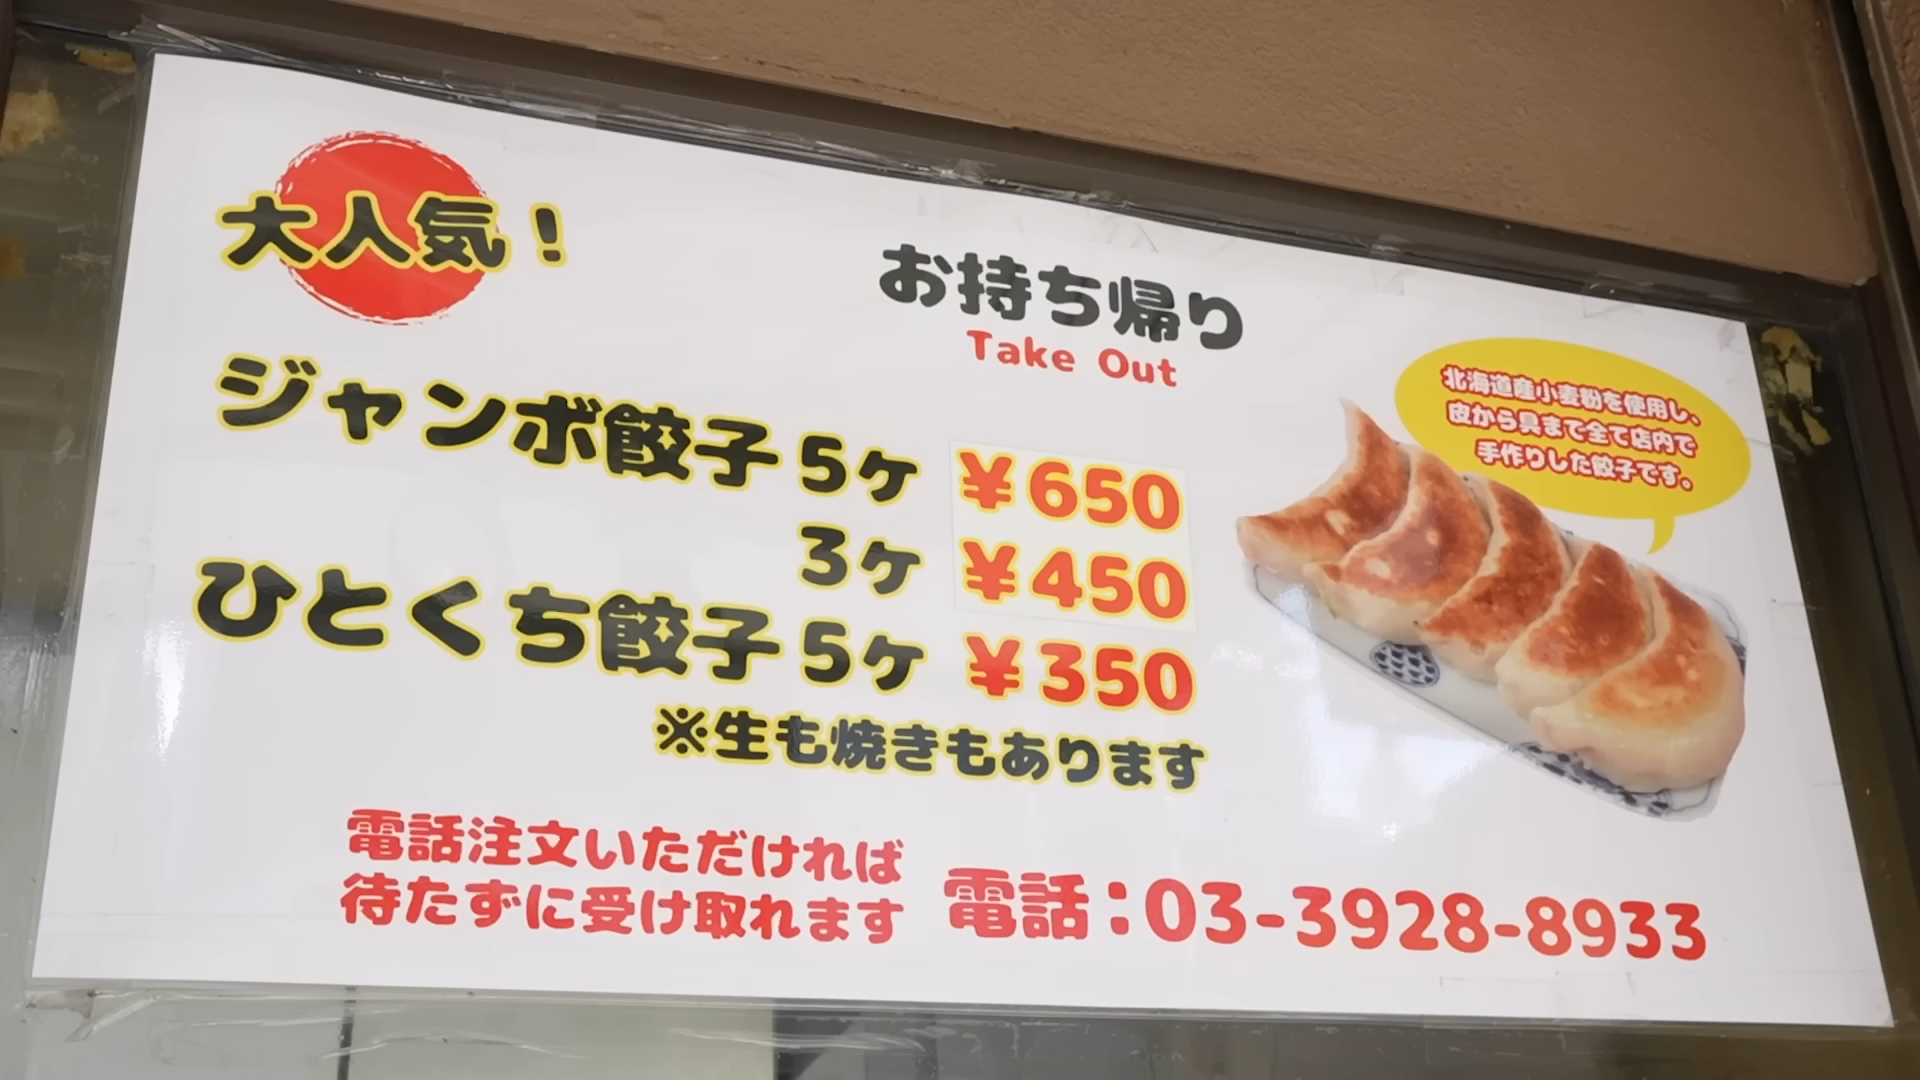 大人気！
お持ち帰り
Take Out
北海道産小麦粉を使用し、
皮から具まで全て店内で
手作りした餃子です。
ジャンボ餃子 5ヶ ¥650
3ヶ ¥450
ひとくち餃子 5ヶ ¥350
※生も焼きもあります
電話注文いただければ
待たずに受け取れます
電話：03-3928-8933